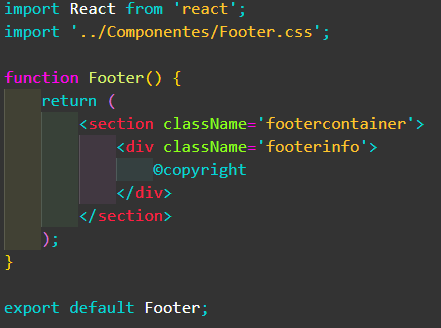 import React from 'react';
import '../Componentes/Footer.css';

function Footer() {
    return (
        <section className='footercontainer'>
            <div className='footerinfo'>
                ©copyright
            </div>
        </section>
    );
}

export default Footer;